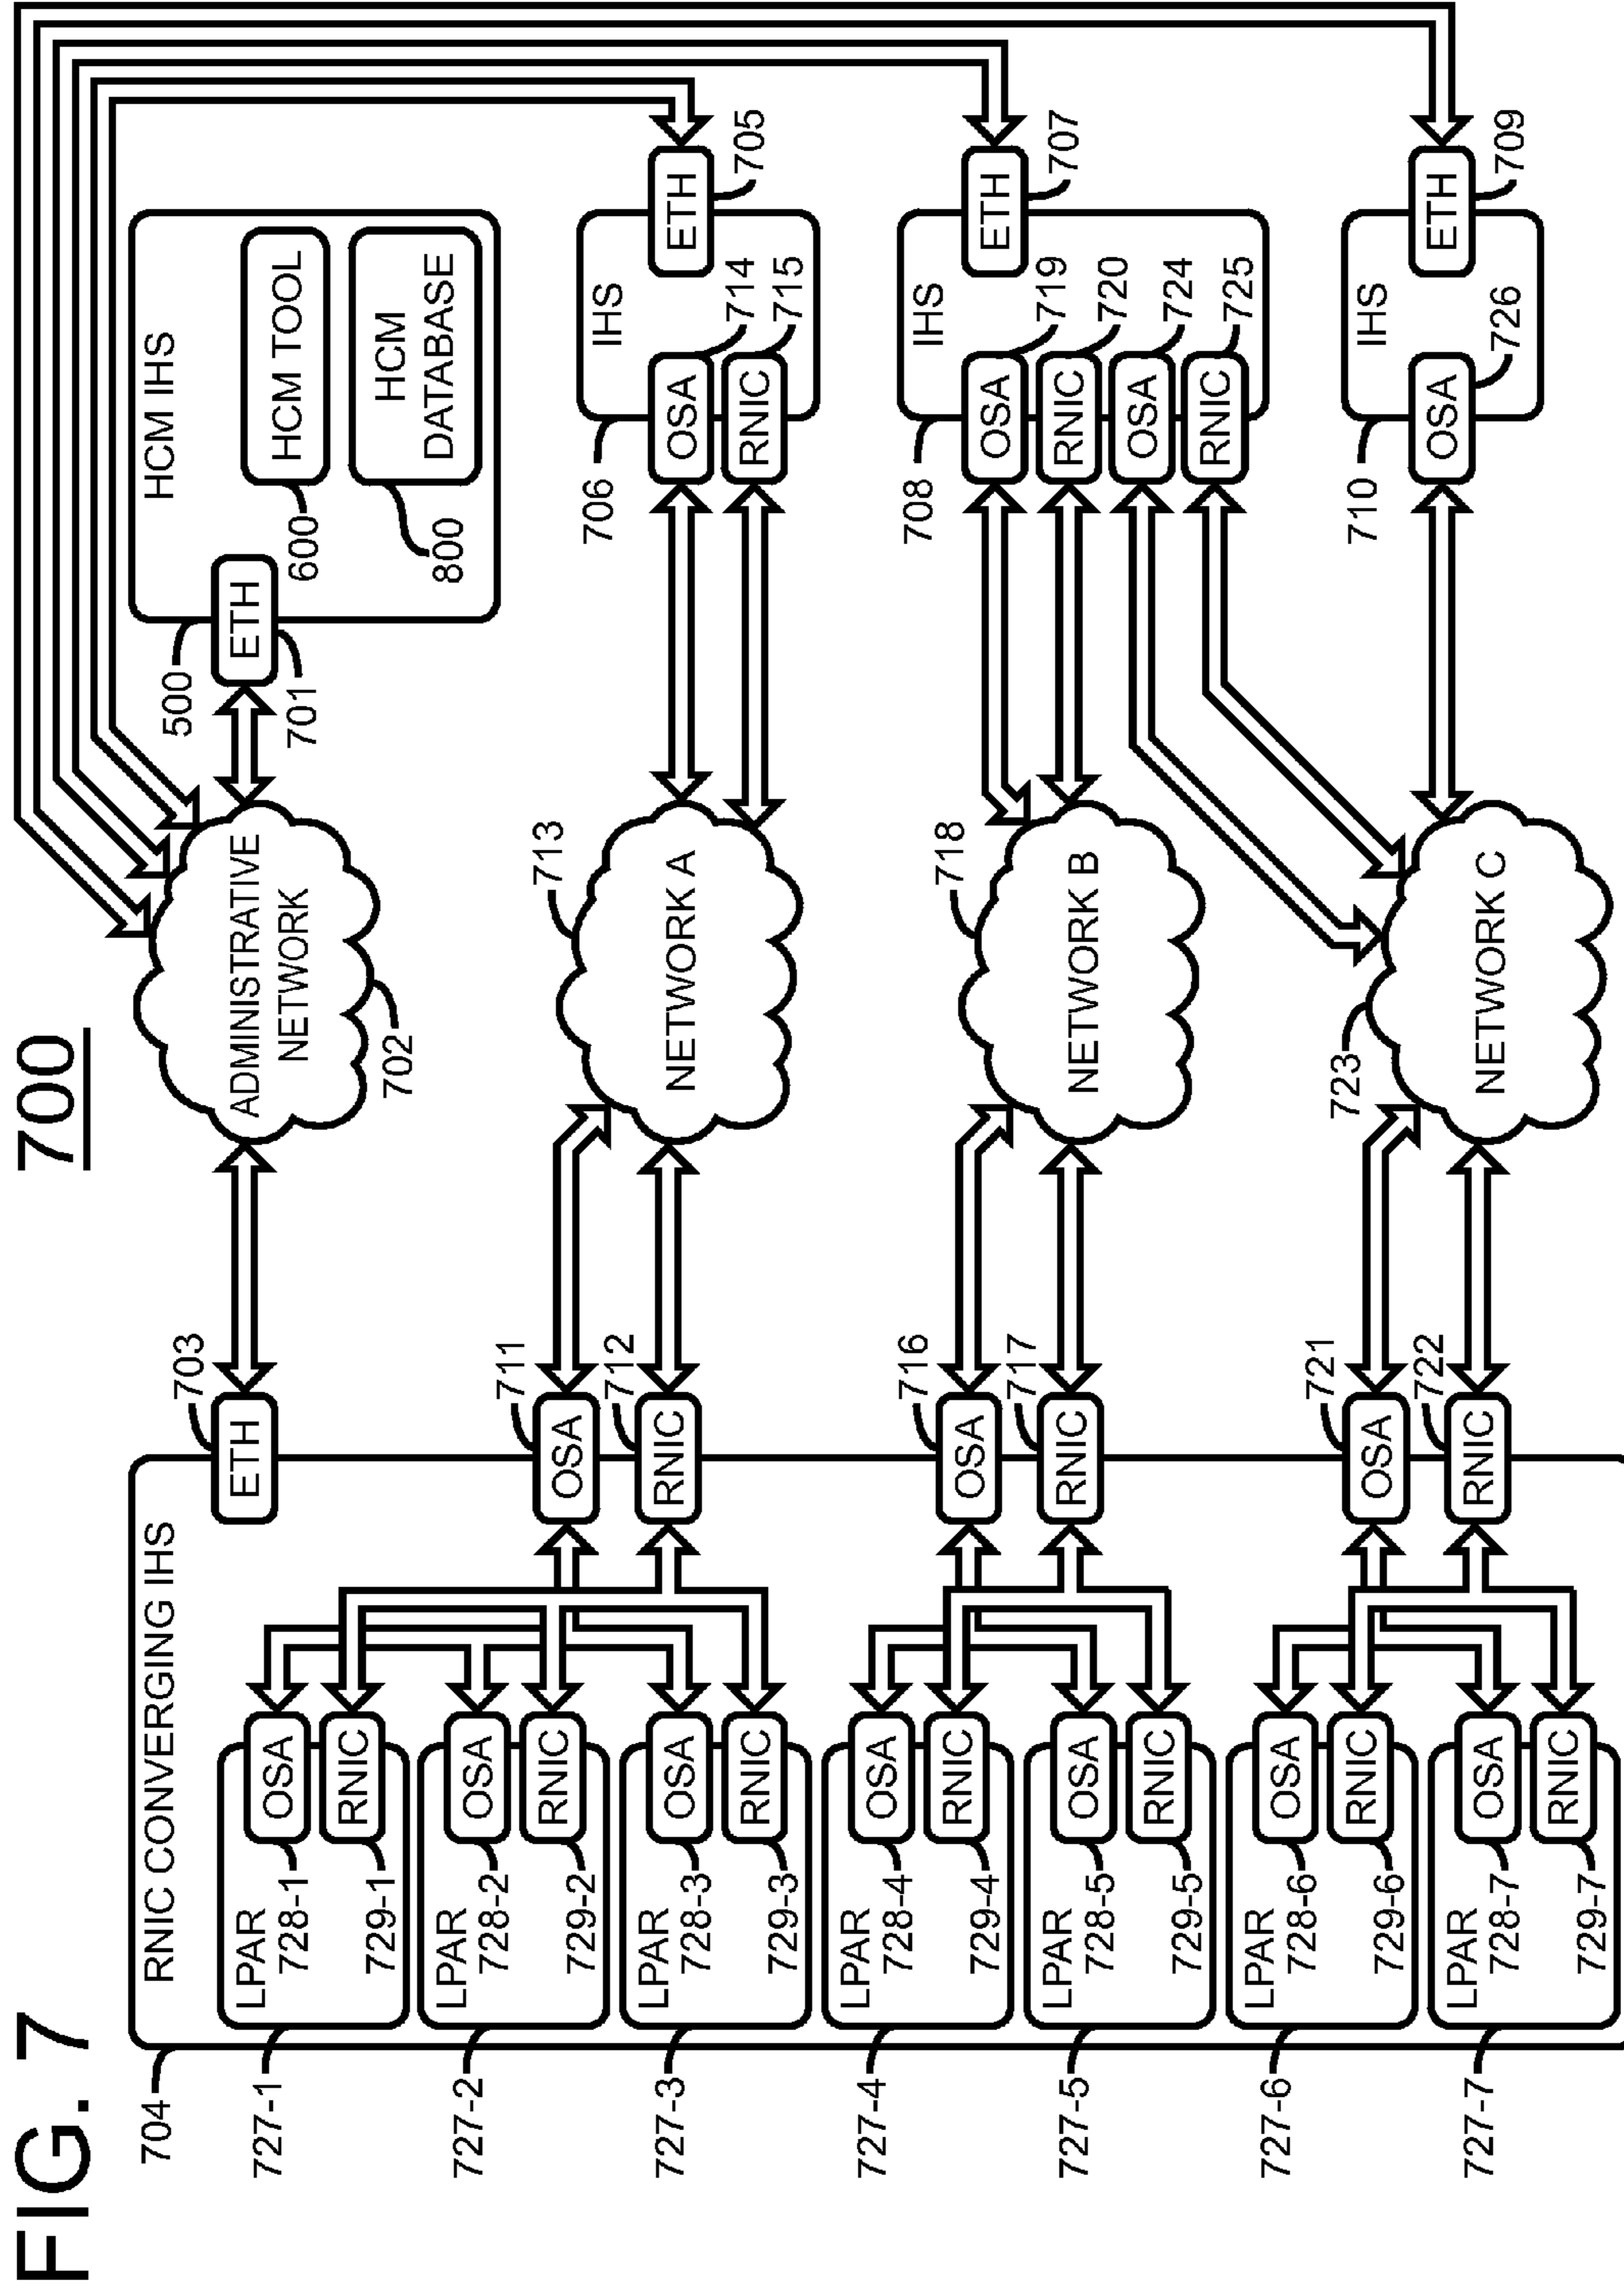 FIG. 7
700
704
RNIC CONVERGING IHS
727-1
LPAR
728-1
OSA
729-1
RNIC
727-2
LPAR
728-2
OSA
729-2
RNIC
727-3
LPAR
728-3
OSA
729-3
RNIC
727-4
LPAR
728-4
OSA
729-4
RNIC
727-5
LPAR
728-5
OSA
729-5
RNIC
727-6
LPAR
728-6
OSA
729-6
RNIC
727-7
LPAR
728-7
OSA
729-7
RNIC
703
ETH
711
OSA
712
RNIC
716
OSA
717
RNIC
721
OSA
722
RNIC
ADMINISTRATIVE
NETWORK
702
713
NETWORK A
718
NETWORK B
723
NETWORK C
500
HCM IHS
ETH
701
HCM TOOL
600
HCM
DATABASE
800
706
IHS
OSA
714
RNIC
715
ETH
705
708
IHS
OSA
719
RNIC
720
OSA
724
RNIC
725
ETH
707
710
IHS
OSA
726
ETH
709